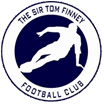 THE SIR TOM FINNEY
FOOTBALL CLUB